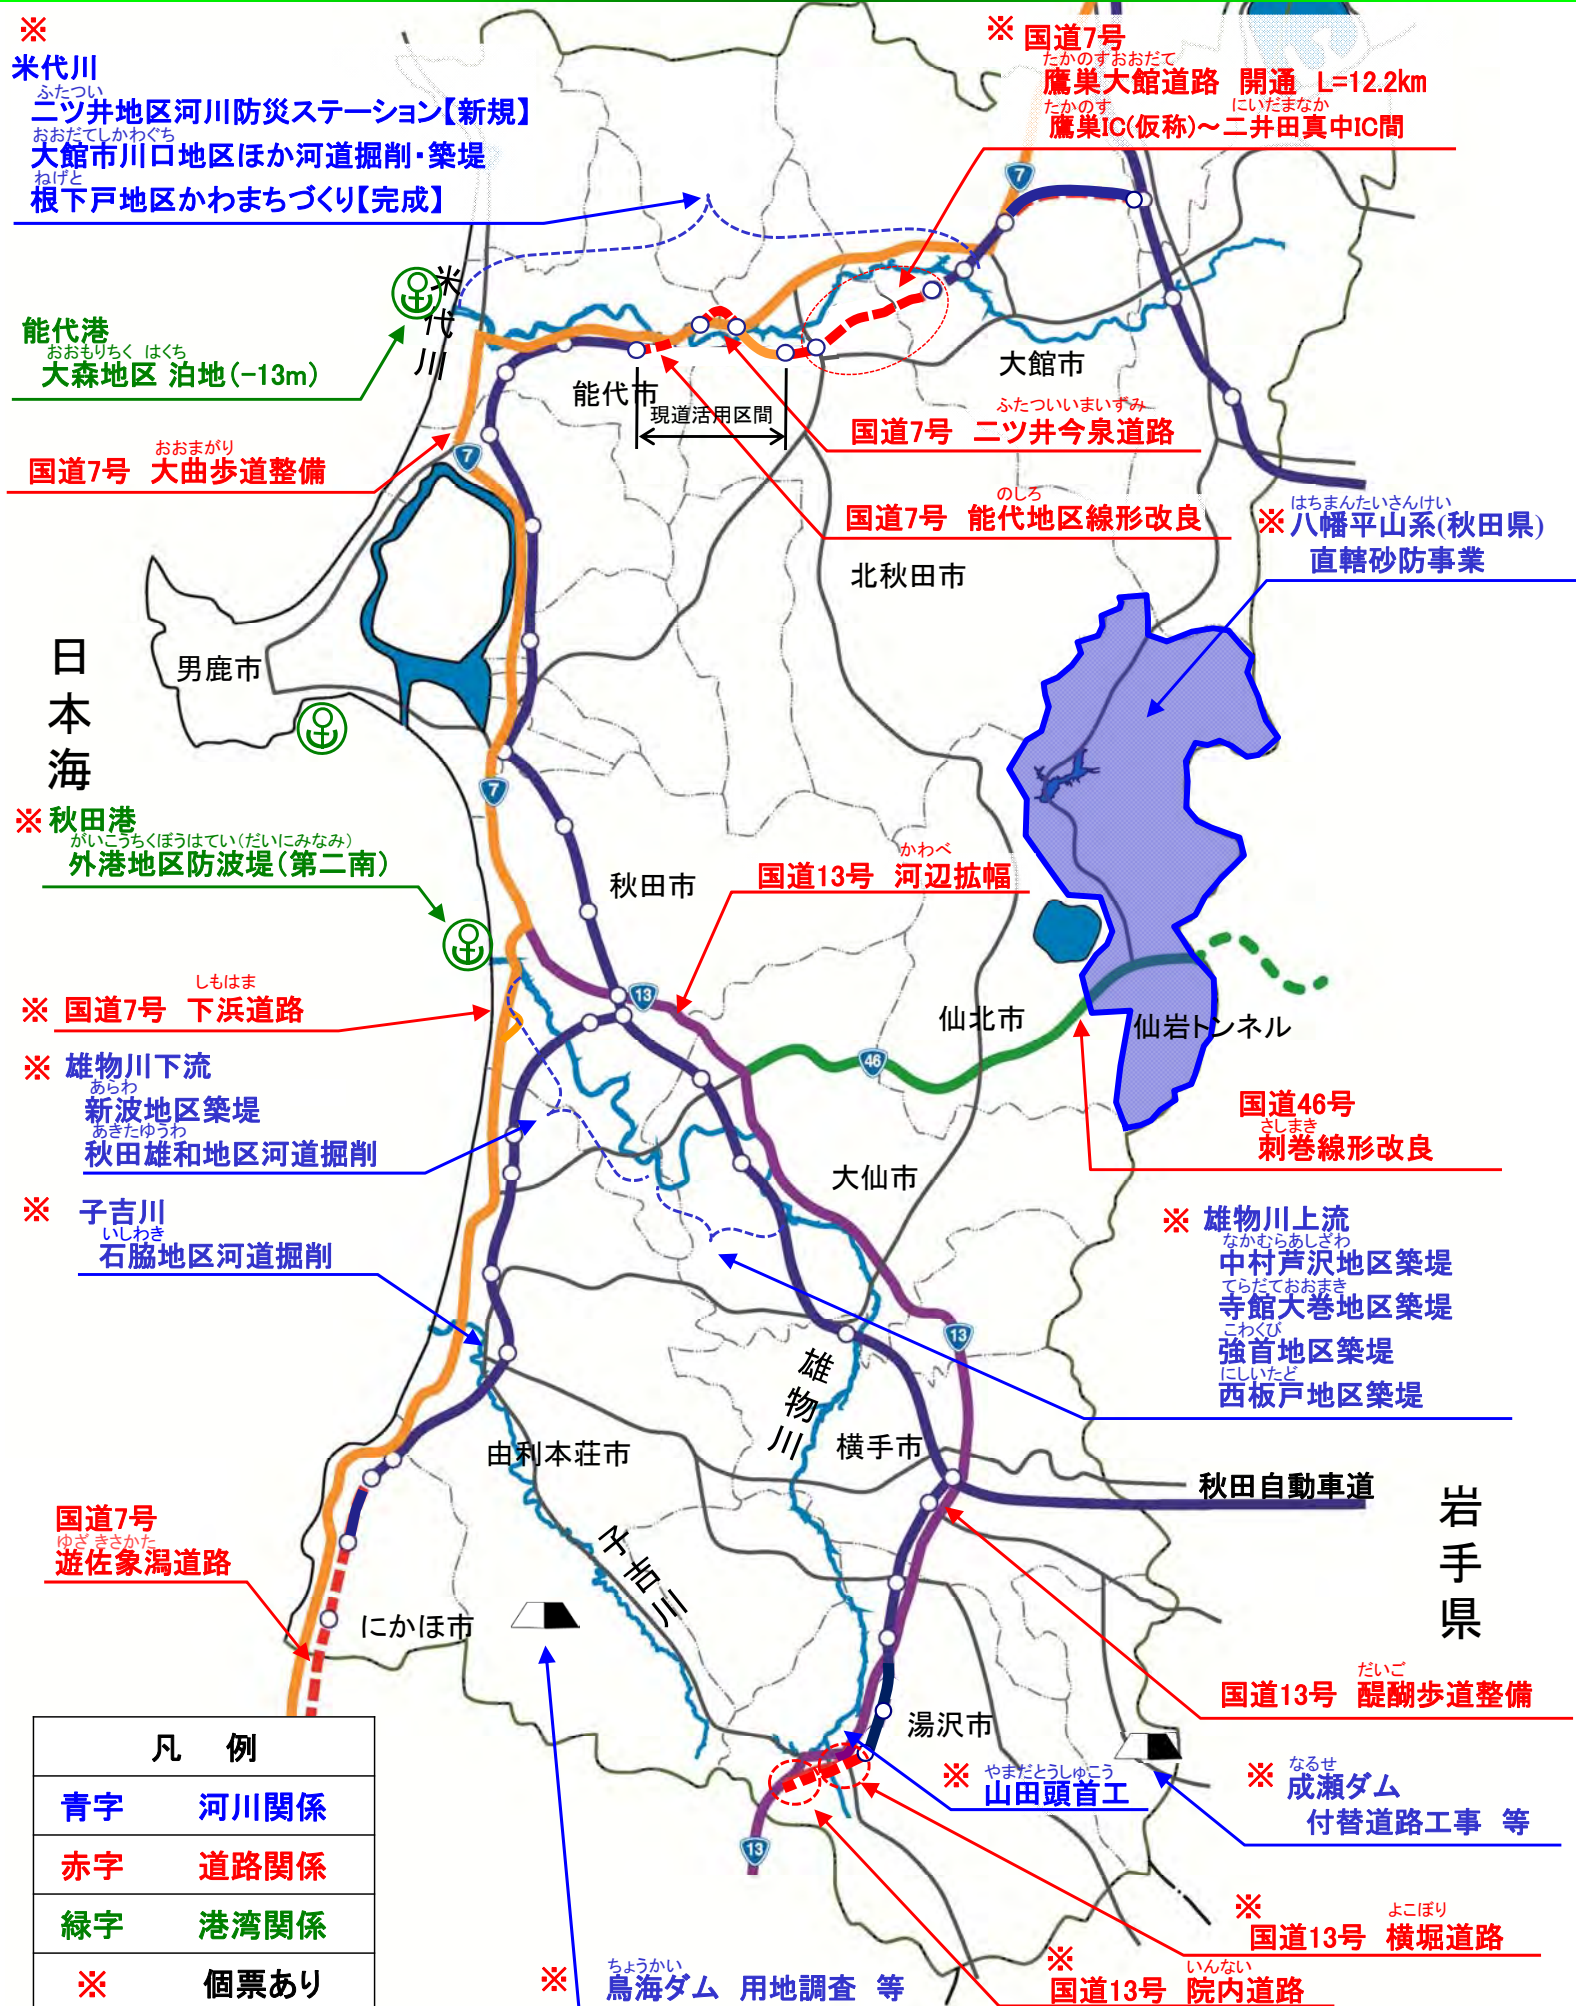 ※
米代川
ふたつい
二ツ井地区河川防災ステーション【新規】
おおだてしかわぐち
大館市川口地区ほか河道掘削・築堤
ねげと
根下戸地区かわまちづくり【完成】
※ 国道7号
たかのすおおだて
鷹巣大館道路 開通 L=12.2km
たかのす にいだまなか
鷹巣IC(仮称)～二井田真中IC間
7
米代川
能代港
おおもりちく はくち
大森地区 泊地(-13m)
大館市
能代市
現道活用区間
ふたついいまいずみ
国道7号 二ツ井今泉道路
おおまがり
国道7号 大曲歩道整備
7
のしろ
国道7号 能代地区線形改良
はちまんたいさんけい
※ 八幡平山系(秋田県)
直轄砂防事業
北秋田市
日本海
男鹿市
7
※ 秋田港
がいこうちくぼうはてい(だいにみなみ)
外港地区防波堤(第二南)
かわべ
国道13号 河辺拡幅
秋田市
しもはま
※ 国道7号 下浜道路
13
仙北市
仙岩トンネル
46
※ 雄物川下流
あらわ
新波地区築堤
あきたゆうわ
秋田雄和地区河道掘削
国道46号
さしまき
刺巻線形改良
大仙市
※ 子吉川
いしわき
石脇地区河道掘削
※ 雄物川上流
なかむらあしざわ
中村芦沢地区築堤
てらだておおまき
寺館大巻地区築堤
こわくび
強首地区築堤
にしいたど
西板戸地区築堤
13
雄物川
横手市
由利本荘市
秋田自動車道
岩手県
国道7号
ゆざ きさかた
遊佐象潟道路
子吉川
にかほ市
だいご
国道13号 醍醐歩道整備
湯沢市
やまだとうしゅこう
※ 山田頭首工
なるせ
※ 成瀬ダム
付替道路工事 等
13
凡 例
青字 河川関係
赤字 道路関係
緑字 港湾関係
※ 個票あり
※
よこぼり
国道13号 横堀道路
※
いんない
国道13号 院内道路
ちょうかい
※ 鳥海ダム 用地調査 等